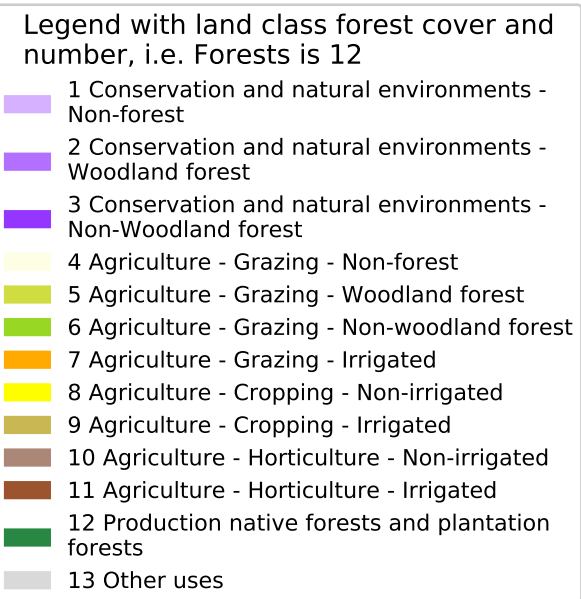 Legend with land class forest cover and
number, i.e. Forests is 12
1 Conservation and natural environments -
Non-forest
2 Conservation and natural environments -
Woodland forest
3 Conservation and natural environments -
Non-Woodland forest
4 Agriculture - Grazing - Non-forest
5 Agriculture - Grazing - Woodland forest
6 Agriculture - Grazing - Non-woodland forest
7 Agriculture - Grazing - Irrigated
8 Agriculture - Cropping - Non-irrigated
9 Agriculture - Cropping - Irrigated
10 Agriculture - Horticulture - Non-irrigated
11 Agriculture - Horticulture - Irrigated
12 Production native forests and plantation
forests
13 Other uses